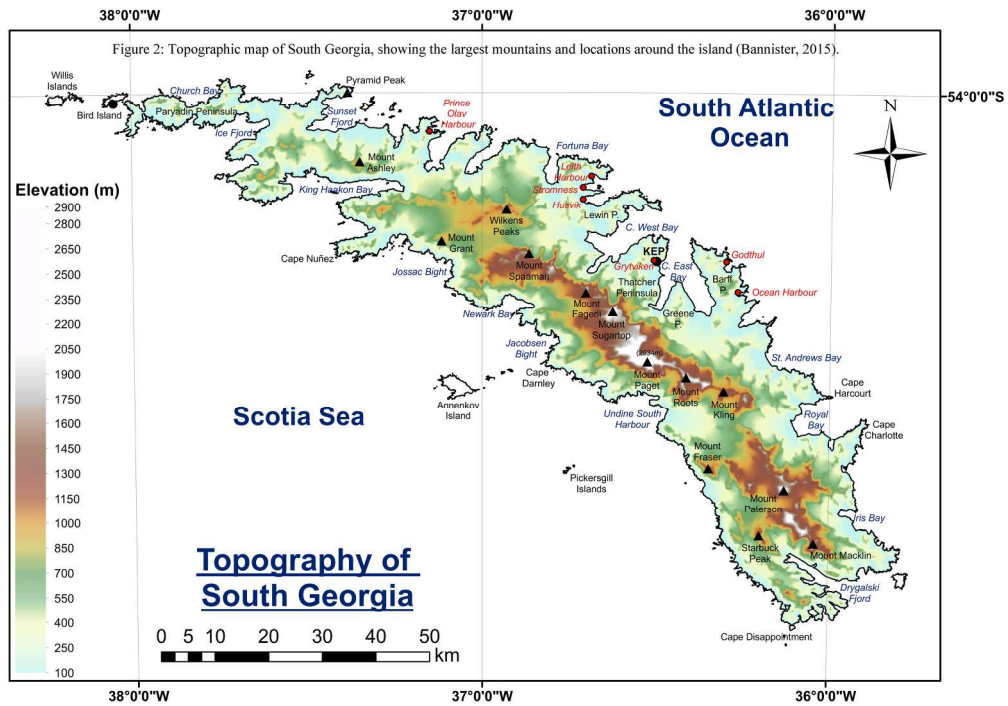 38°0'0"W
37°0'0"W
36°0'0"W
Figure 2: Topographic map of South Georgia, showing the largest mountains and locations around the island (Bannister, 2015).
54°0'0"S
Willis
Islands
Bird Island
Church Bay
Paryadin Peninsula
Ice Fjord
Pyramid Peak
Sunset
Fjord
Prince
Olav
Harbour
Mount
Ashley
King Haakon Bay
South Atlantic
Ocean
N
Fortuna Bay
Leith
Harbour
Stromness
Husvik
Lewin P.
Wilkens
Peaks
Mount
Grant
Cape Nuñez
Jossac Bight
Mount
Spaaman
C. West Bay
KEP
Grytviken
C. East
Bay
Thatcher
Peninsula
Godthul
Barff
P.
Ocean Harbour
Greene
P.
Newark Bay
Mount
Fagerli
Mount
Sugartop
Jacobsen
Bight
(2934m)
Mount
Paget
Mount
Roots
Mount
Kling
St. Andrews Bay
Cape
Darnley
Annenkov
Island
Undine South
Harbour
Cape
Harcourt
Royal
Bay
Cape
Charlotte
Scotia Sea
Mount
Fraser
Pickersgill
Islands
Mount
Paterson
Iris Bay
Starbuck
Peak
Mount Macklin
Drygalski
Fjord
Cape Disappointment
Elevation (m)
2900
2800
2650
2500
2350
2200
2050
1900
1750
1600
1450
1300
1150
1000
850
700
550
400
250
100
Topography of
South Georgia
0 5 10 20 30 40 50
km
38°0'0"W
37°0'0"W
36°0'0"W